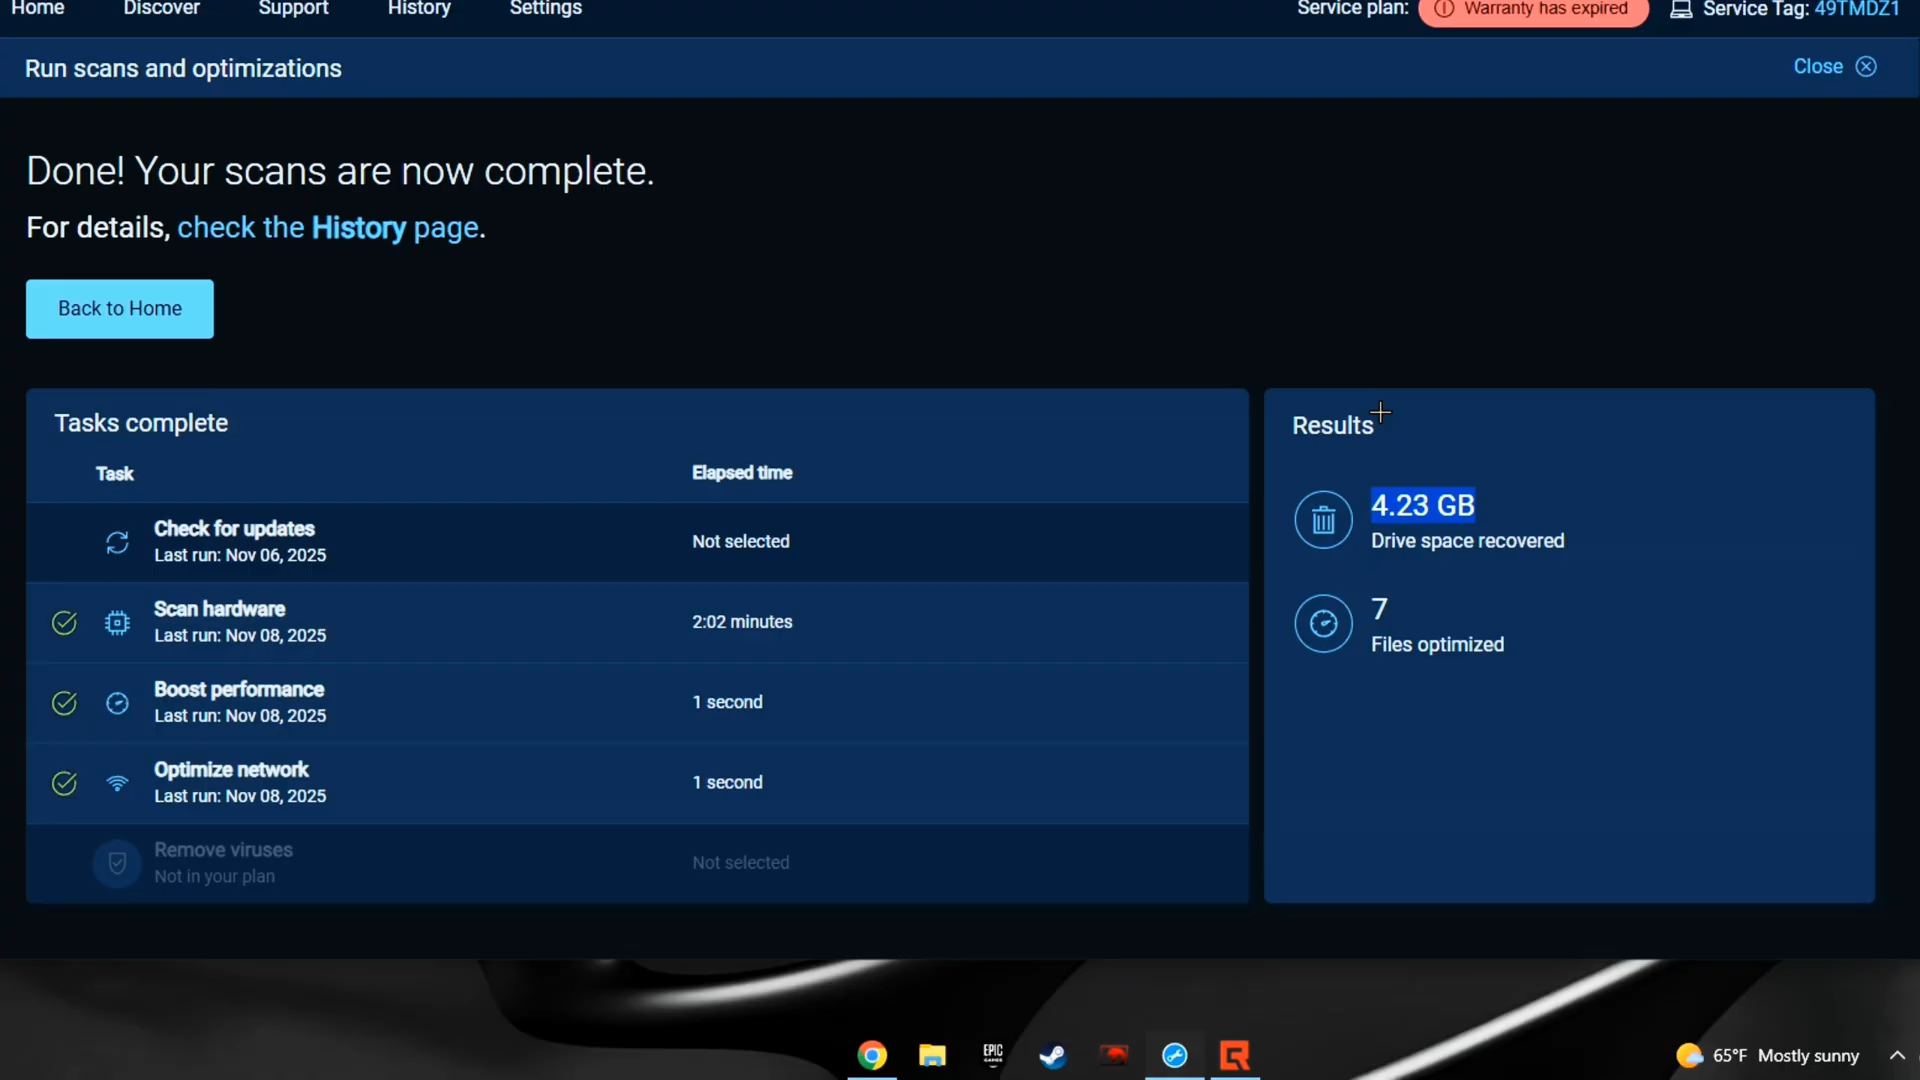 Home Discover Support History Settings Service plan: Warranty has expired Service Tag: 49TMDZ1
Run scans and optimizations Close
Done! Your scans are now complete.
For details, check the History page.
Back to Home
Tasks complete
Task Elapsed time
Check for updates
Last run: Nov 06, 2025
Not selected
Scan hardware
Last run: Nov 08, 2025
2:02 minutes
Boost performance
Last run: Nov 08, 2025
1 second
Optimize network
Last run: Nov 08, 2025
1 second
Remove viruses
Not in your plan
Not selected
Results
4.23 GB
Drive space recovered
7
Files optimized
EPIC
GAMES
65°F Mostly sunny